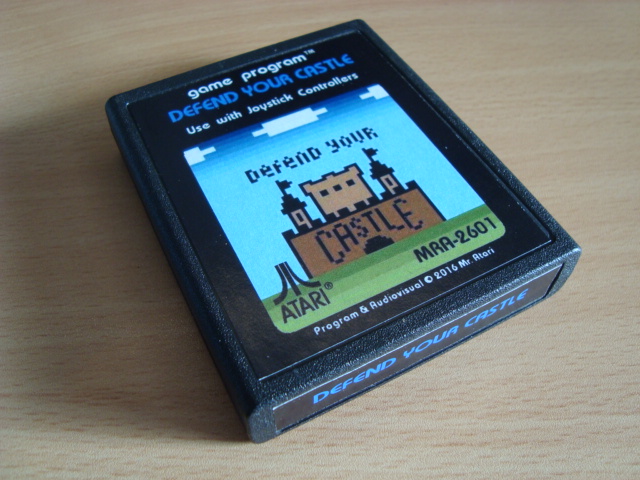 game program™
DEFEND YOUR CASTLE
Use with Joystick Controllers
DEFEND YOUR
CASTLE
MRA-2601
ATARI®
Program & Audiovisual © 2016 Mr. Atari
DEFEND YOUR CASTLE